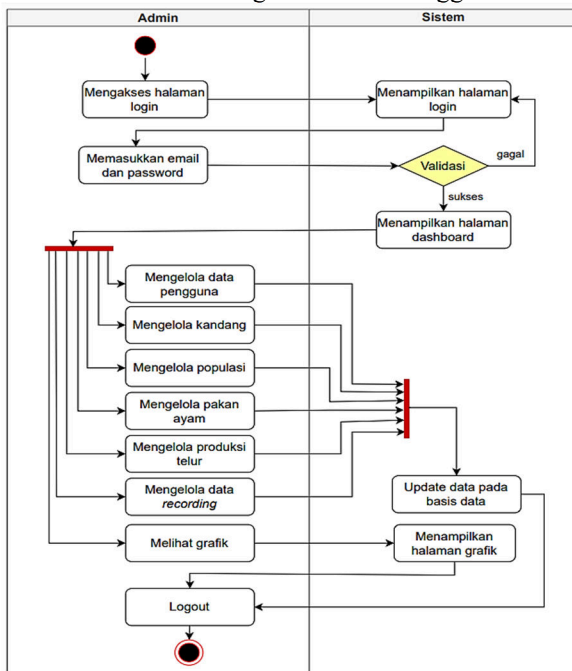 Admin
Sistem
Mengakses halaman
login
Menampilkan halaman
login
Memasukkan email
dan password
Validasi
gagal
sukses
Menampilkan halaman
dashboard
Mengelola data
pengguna
Mengelola kandang
Mengelola populasi
Mengelola pakan
ayam
Mengelola produksi
telur
Mengelola data
recording
Update data pada
basis data
Melihat grafik
Menampilkan
halaman grafik
Logout